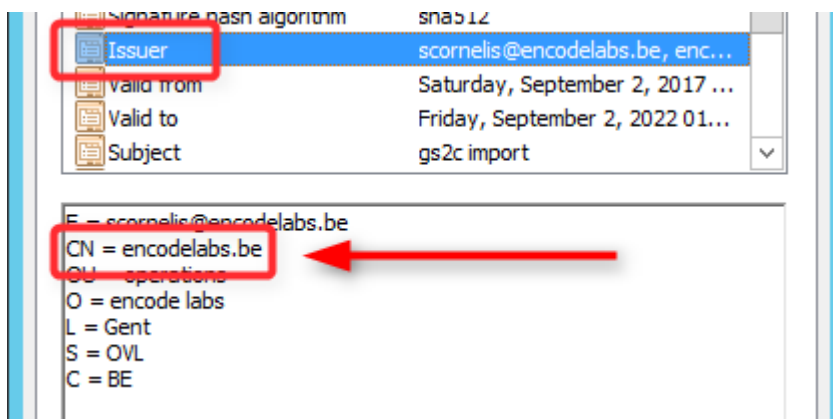 Signature hash algorithm sha512
Issuer scornelis@encodelabs.be, enc...
Valid from Saturday, September 2, 2017 ...
Valid to Friday, September 2, 2022 01...
Subject gs2c import
E = scornelis@encodelabs.be
CN = encodelabs.be
OU = operations
O = encode labs
L = Gent
S = OVL
C = BE